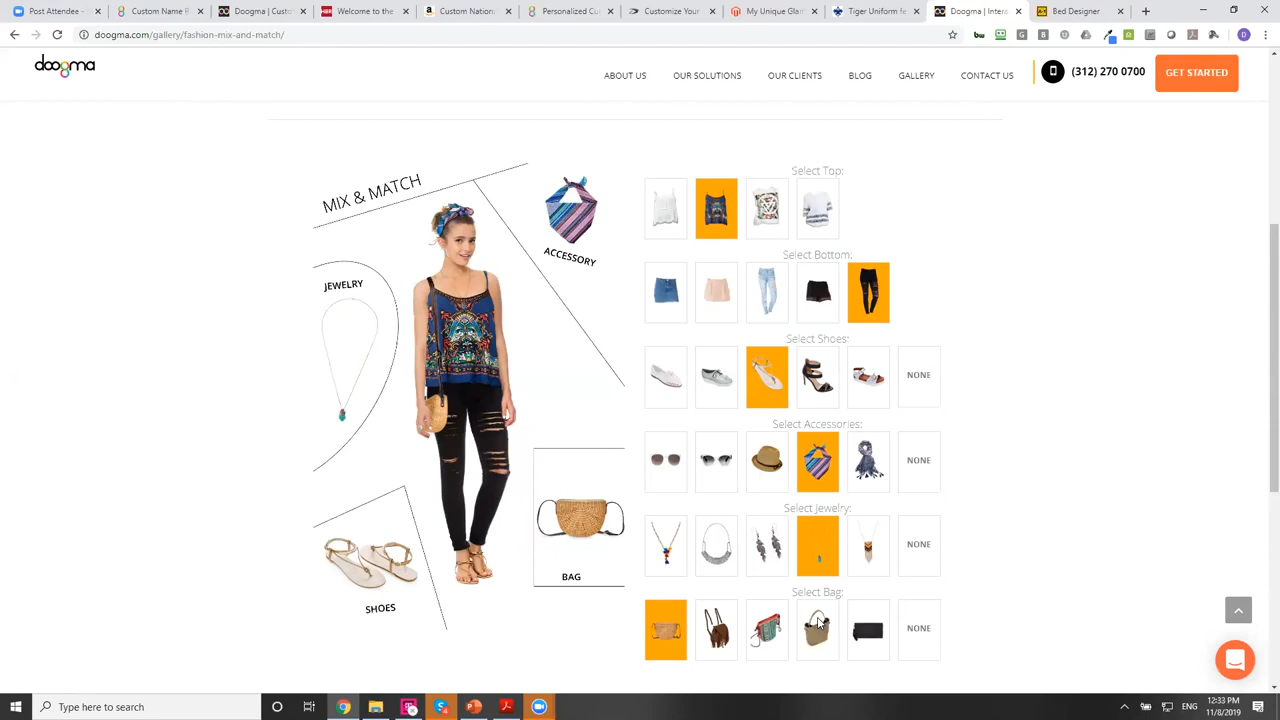 Post Attendee -
Custom Name Ri
Doogma | Cust
Welcome to the
Custom Nationa
Personalized Cu
Customize Your
My Unique Glam
Tiger Uniform fe
Doogma | Intera
Bed Designer
doogma.com/gallery/fashion-mix-and-match/
doogma
ABOUT US
OUR SOLUTIONS
OUR CLIENTS
BLOG
GALLERY
CONTACT US
(312) 270 0700
GET STARTED
MIX & MATCH
ACCESSORY
JEWELRY
SHOES
BAG
Select Top:
Select Bottom:
Select Shoes:
NONE
Select Accessories:
NONE
Select Jewelry:
NONE
Select Bag:
NONE
Type here to search
ENG
12:33 PM
11/8/2019